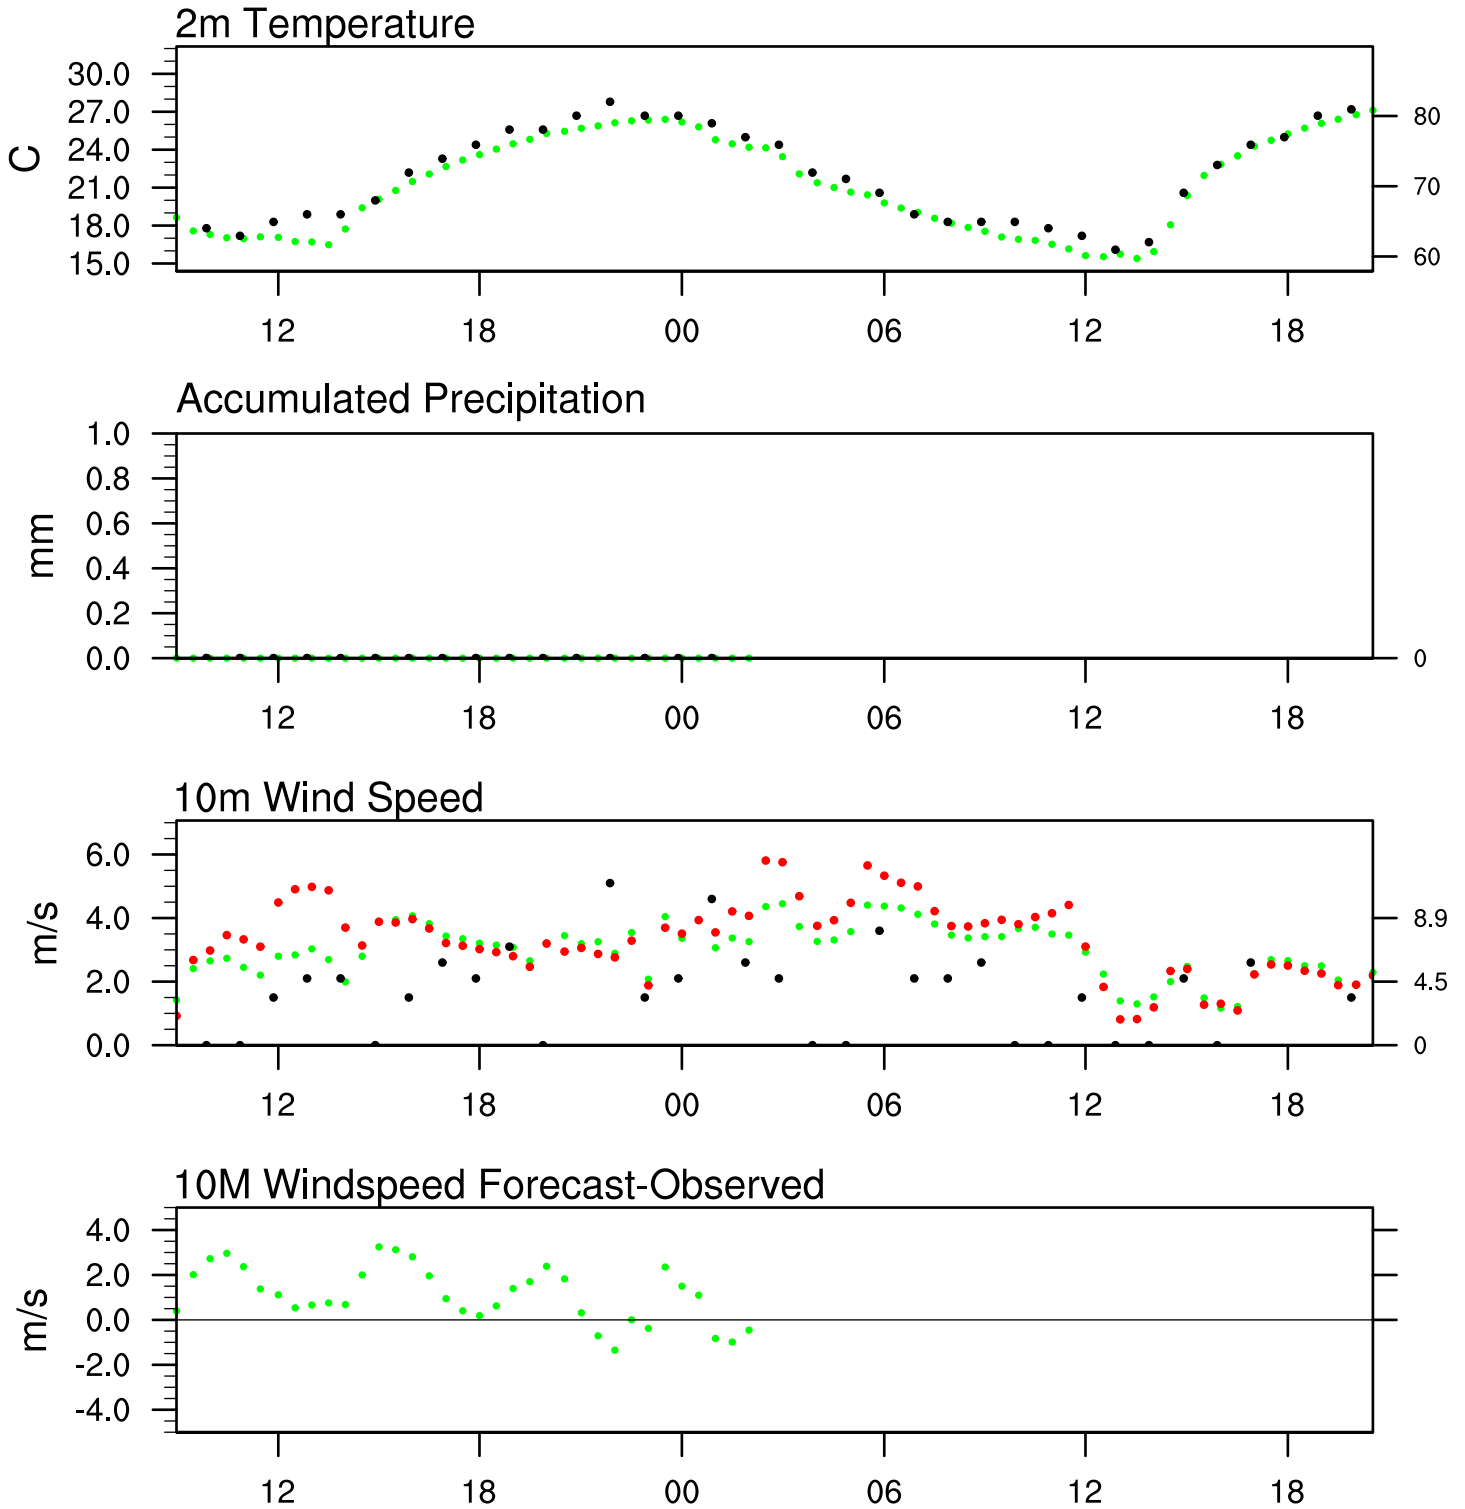 2m Temperature
30.0
27.0
24.0
21.0
18.0
15.0
C
80
70
60
12 18 00 06 12 18
Accumulated Precipitation
1.0
0.8
0.6
0.4
0.2
0.0
mm
0
12 18 00 06 12 18
10m Wind Speed
6.0
4.0
2.0
0.0
m/s
8.9
4.5
0
12 18 00 06 12 18
10M Windspeed Forecast-Observed
4.0
2.0
0.0
-2.0
-4.0
m/s
12 18 00 06 12 18